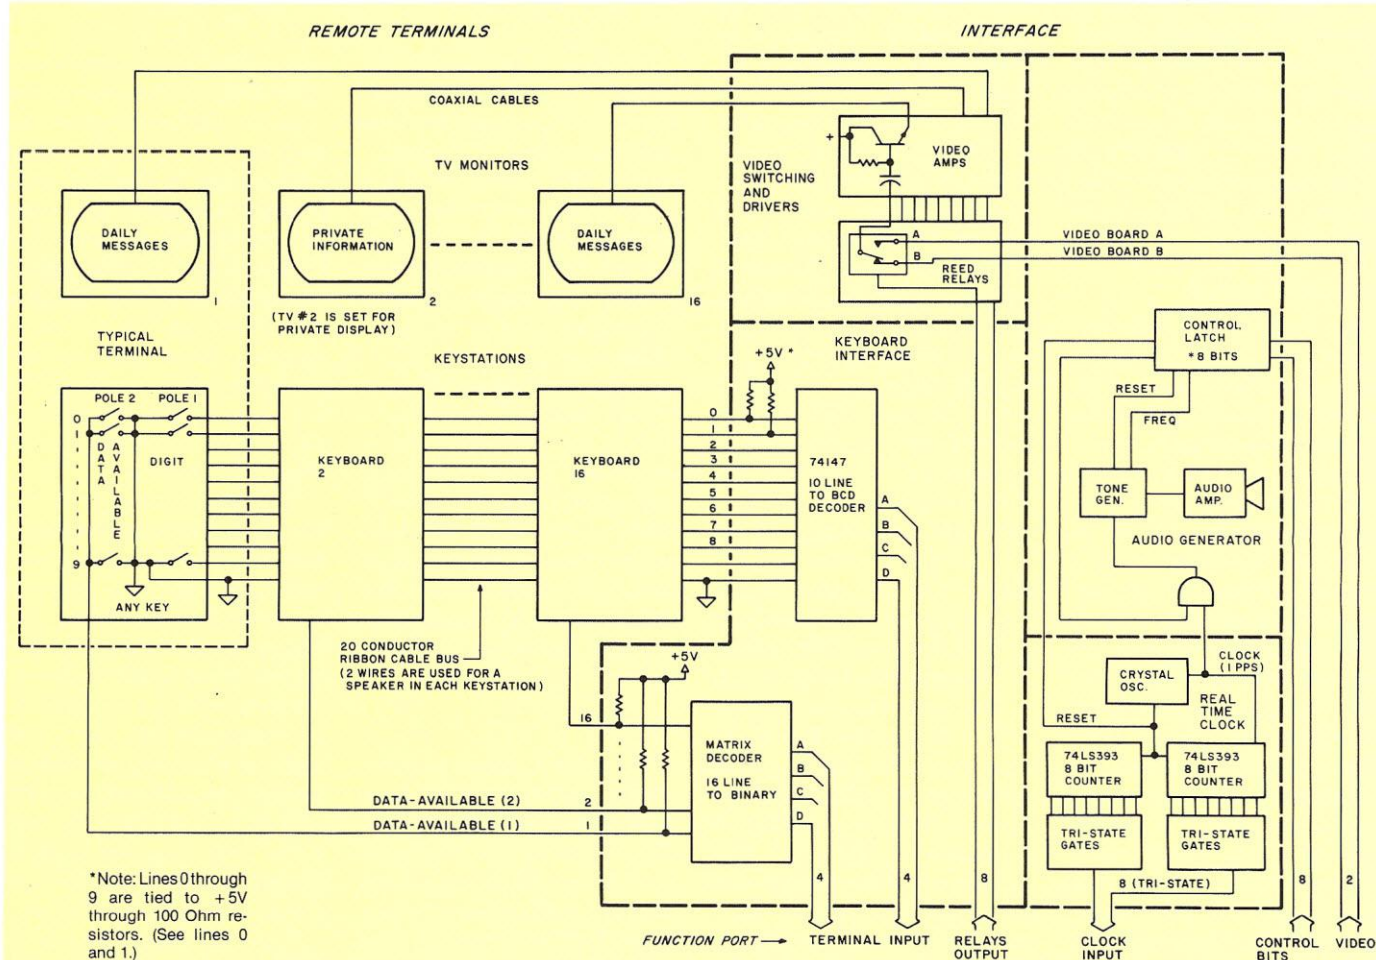 REMOTE TERMINALS
INTERFACE
COAXIAL CABLES
TV MONITORS
DAILY
MESSAGES
1
PRIVATE
INFORMATION
2
(TV #2 IS SET FOR
PRIVATE DISPLAY)
DAILY
MESSAGES
16
VIDEO
SWITCHING
AND
DRIVERS
+
VIDEO
AMPS
A
B
REED
RELAYS
VIDEO BOARD A
VIDEO BOARD B
TYPICAL
TERMINAL
KEYSTATIONS
KEYBOARD
INTERFACE
+5V *
CONTROL
LATCH
*8 BITS
RESET
FREQ
POLE 2
POLE 1
0
1
9
DATA
AVAILABLE
DIGIT
ANY KEY
KEYBOARD
2
KEYBOARD
16
0
1
2
3
4
5
6
7
8
74147
10 LINE
TO BCD
DECODER
A
B
C
D
TONE
GEN.
AUDIO
AMP.
AUDIO GENERATOR
20 CONDUCTOR
RIBBON CABLE BUS
(2 WIRES ARE USED FOR A
SPEAKER IN EACH KEYSTATION)
+5V
16
MATRIX
DECODER
16 LINE
TO BINARY
A
B
C
D
DATA-AVAILABLE (2)
2
DATA-AVAILABLE (1)
1
CLOCK
(1 PPS)
CRYSTAL
OSC.
REAL
TIME
CLOCK
RESET
74LS393
8 BIT
COUNTER
74LS393
8 BIT
COUNTER
TRI-STATE
GATES
TRI-STATE
GATES
8 (TRI-STATE)
4
4
8
8
2
*Note: Lines 0 through
9 are tied to +5V
through 100 Ohm re-
sistors. (See lines 0
and 1.)
FUNCTION PORT
TERMINAL INPUT
RELAYS
OUTPUT
CLOCK
INPUT
CONTROL
BITS
VIDEO